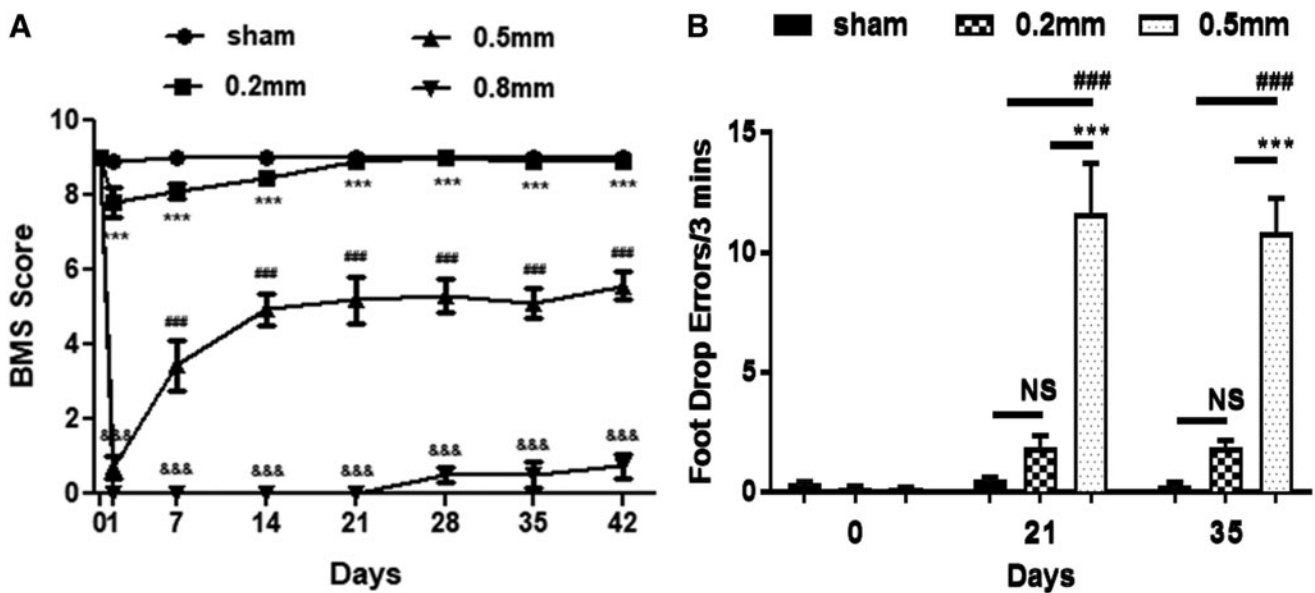 A
sham
0.5mm
0.2mm
0.8mm
10
8
6
4
2
0
BMS Score
***
***
***
***
***
***
***
###
###
###
###
###
###
&&&
&&&
&&&
&&&
&&&
&&&
&&&
01 7 14 21 28 35 42
Days
B
sham 0.2mm 0.5mm
15
10
5
0
Foot Drop Errors/3 mins
###
***
NS
###
***
NS
0 21 35
Days